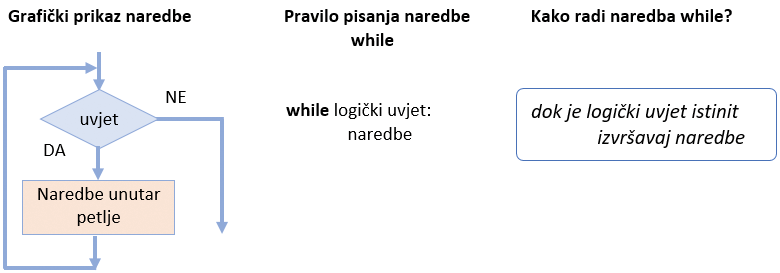 Grafički prikaz naredbe
uvjet
NE
DA
Naredbe unutar
petlje
Pravilo pisanja naredbe
while
while logički uvjet:
naredbe
Kako radi naredba while?
dok je logički uvjet istinit
izvršavaj naredbe